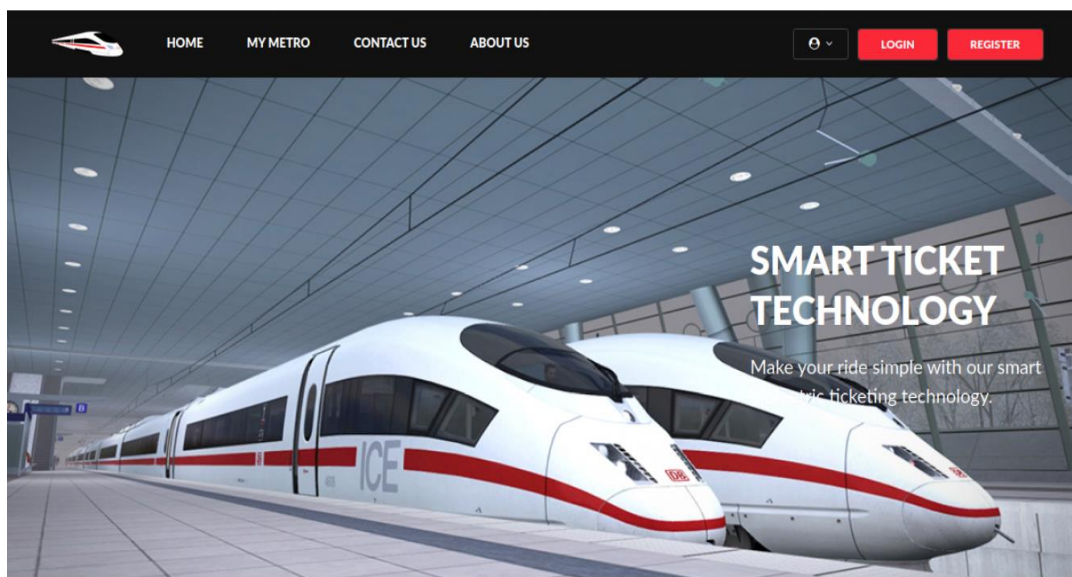 HOME
MY METRO
CONTACT US
ABOUT US
LOGIN
REGISTER
SMART TICKET
TECHNOLOGY
Make your ride simple with our smart
ticketing technology.
ICE
DB
B